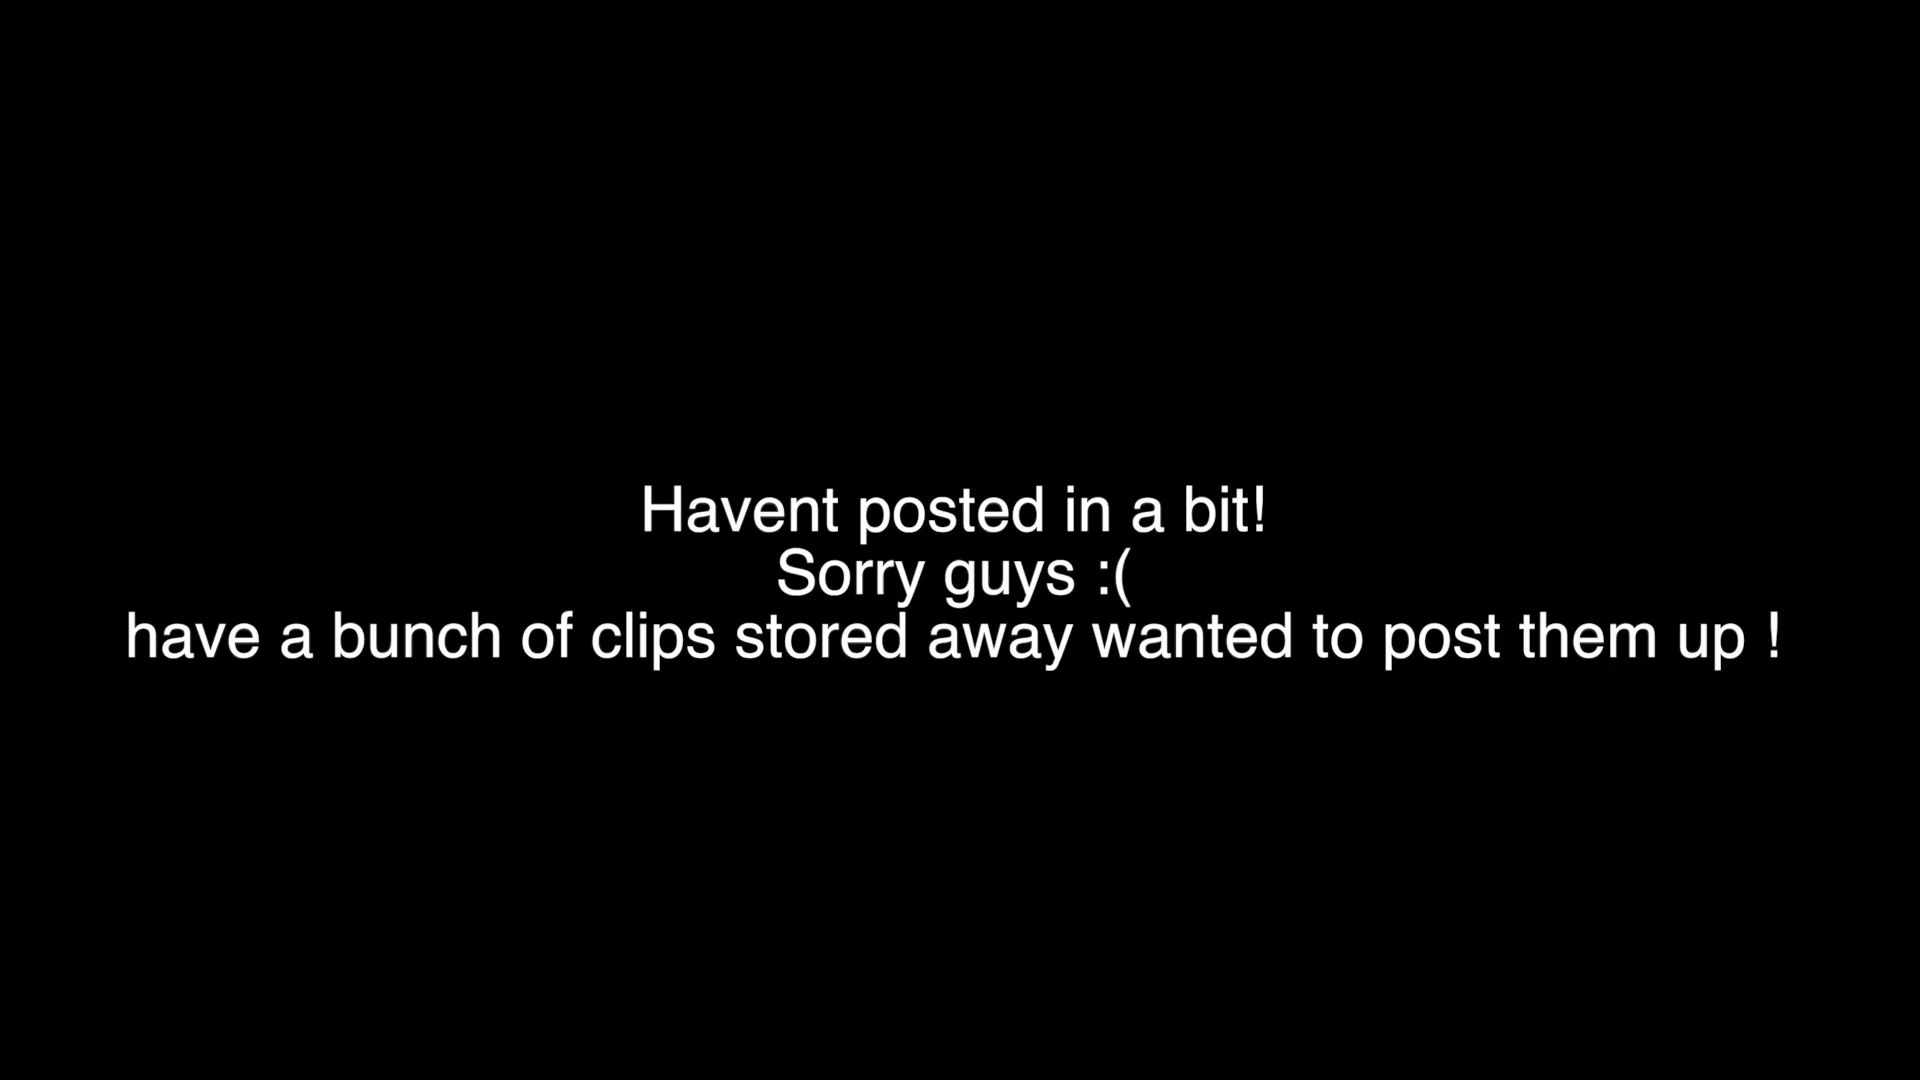 Havent posted in a bit!
Sorry guys :(
have a bunch of clips stored away wanted to post them up !